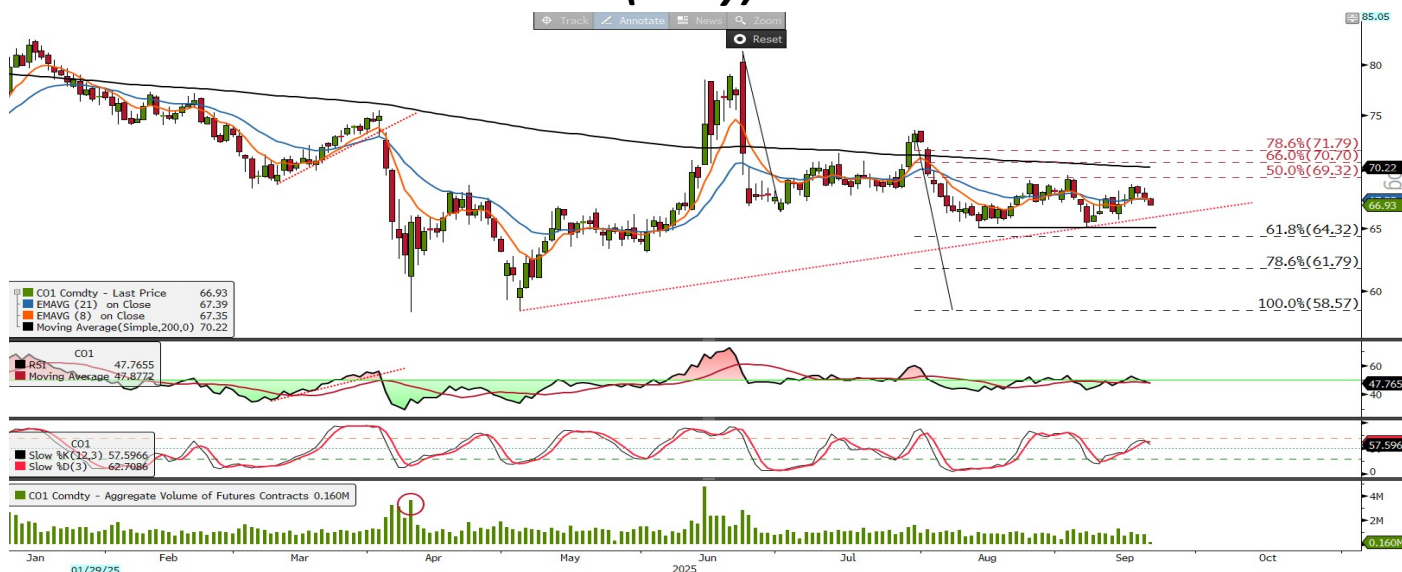 Track Annotate News Zoom
Reset
85.05
80
75
78.6%(71.79)
66.0%(70.70)
70.22
50.0%(69.32)
66.93
65
61.8%(64.32)
78.6%(61.79)
60
100.0%(58.57)
CO1 Comdty - Last Price 66.93
EMAVG (21) on Close 67.39
EMAVG (8) on Close 67.35
Moving Average(Simple,200,0) 70.22
CO1
RSI 47.7655
Moving Average 47.8772
60
47.765
40
CO1
Slow %K(12,3) 57.5966
Slow %D(3) 62.7086
57.596
0
CO1 Comdty - Aggregate Volume of Futures Contracts 0.160M
4M
2M
0.160M
Jan Feb Mar Apr May Jun Jul Aug Sep Oct
01/29/25 2025